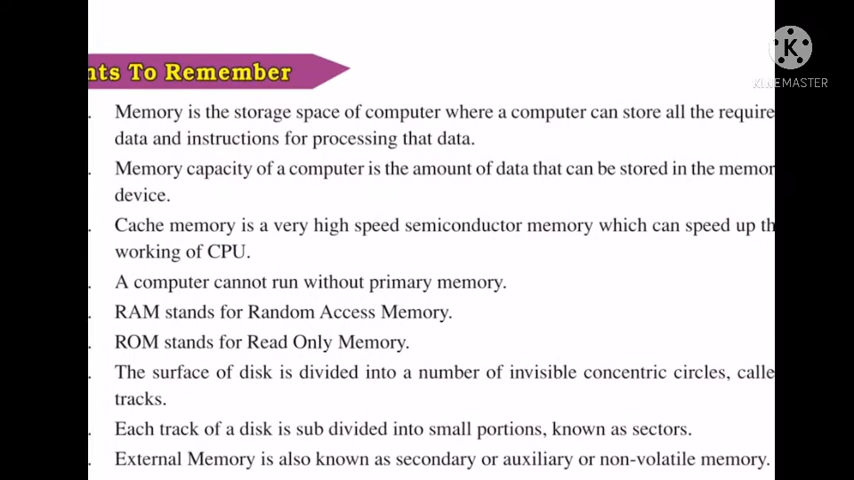 nts To Remember
K
KINEMASTER
. Memory is the storage space of computer where a computer can store all the require
data and instructions for processing that data.
. Memory capacity of a computer is the amount of data that can be stored in the memor
device.
. Cache memory is a very high speed semiconductor memory which can speed up th
working of CPU.
. A computer cannot run without primary memory.
. RAM stands for Random Access Memory.
. ROM stands for Read Only Memory.
. The surface of disk is divided into a number of invisible concentric circles, calle
tracks.
. Each track of a disk is sub divided into small portions, known as sectors.
. External Memory is also known as secondary or auxiliary or non-volatile memory.